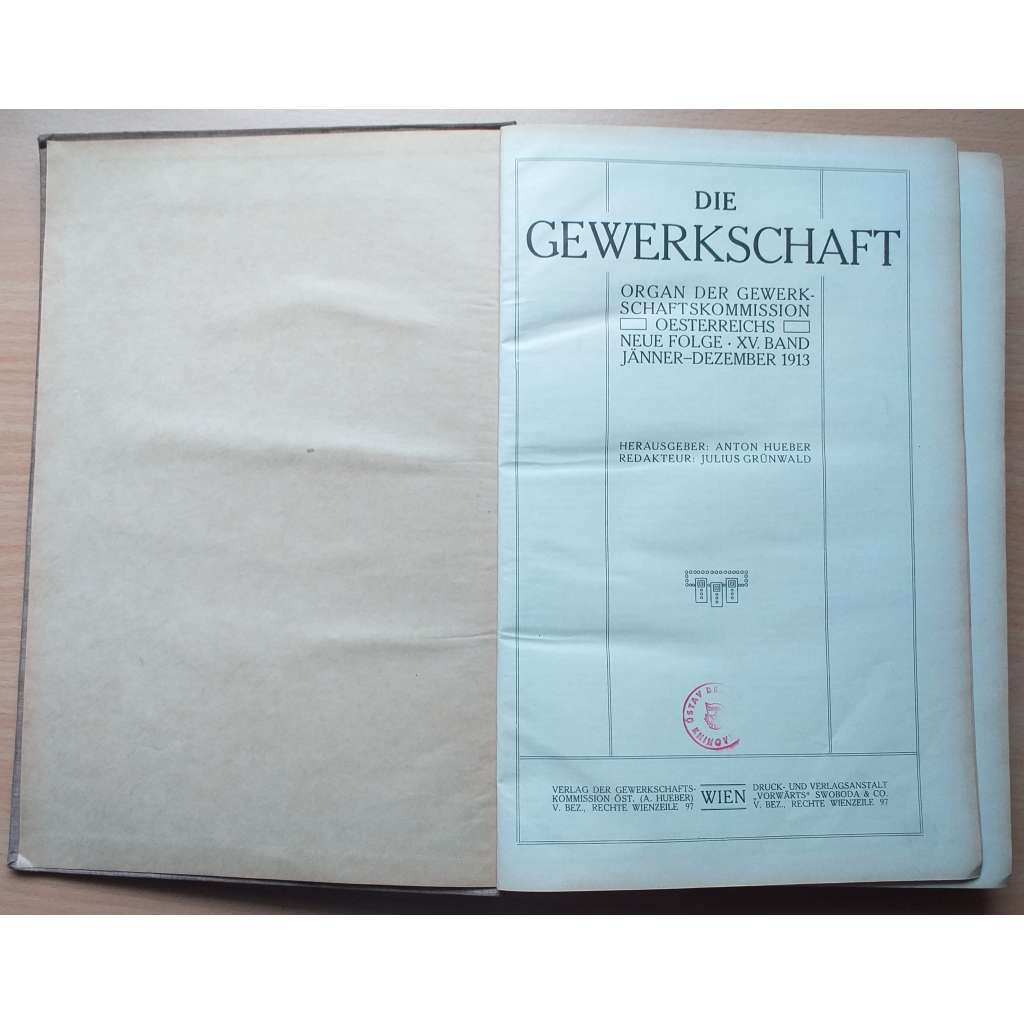 DIE
GEWERKSCHAFT
ORGAN DER GEWERK-
SCHAFTSKOMMISSION
OESTERREICHS
NEUE FOLGE · XV. BAND
JÄNNER–DEZEMBER 1913
HERAUSGEBER: ANTON HUEBER
REDAKTEUR: JULIUS GRÜNWALD
ÚSTAV
VERLAG DER GEWERKSCHAFTS-
KOMMISSION ÖST. (A. HUEBER)
V. BEZ., RECHTE WIENZEILE 97
WIEN
DRUCK- UND VERLAGSANSTALT
„VORWÄRTS“ SWOBODA & CO.
V. BEZ., RECHTE WIENZEILE 97